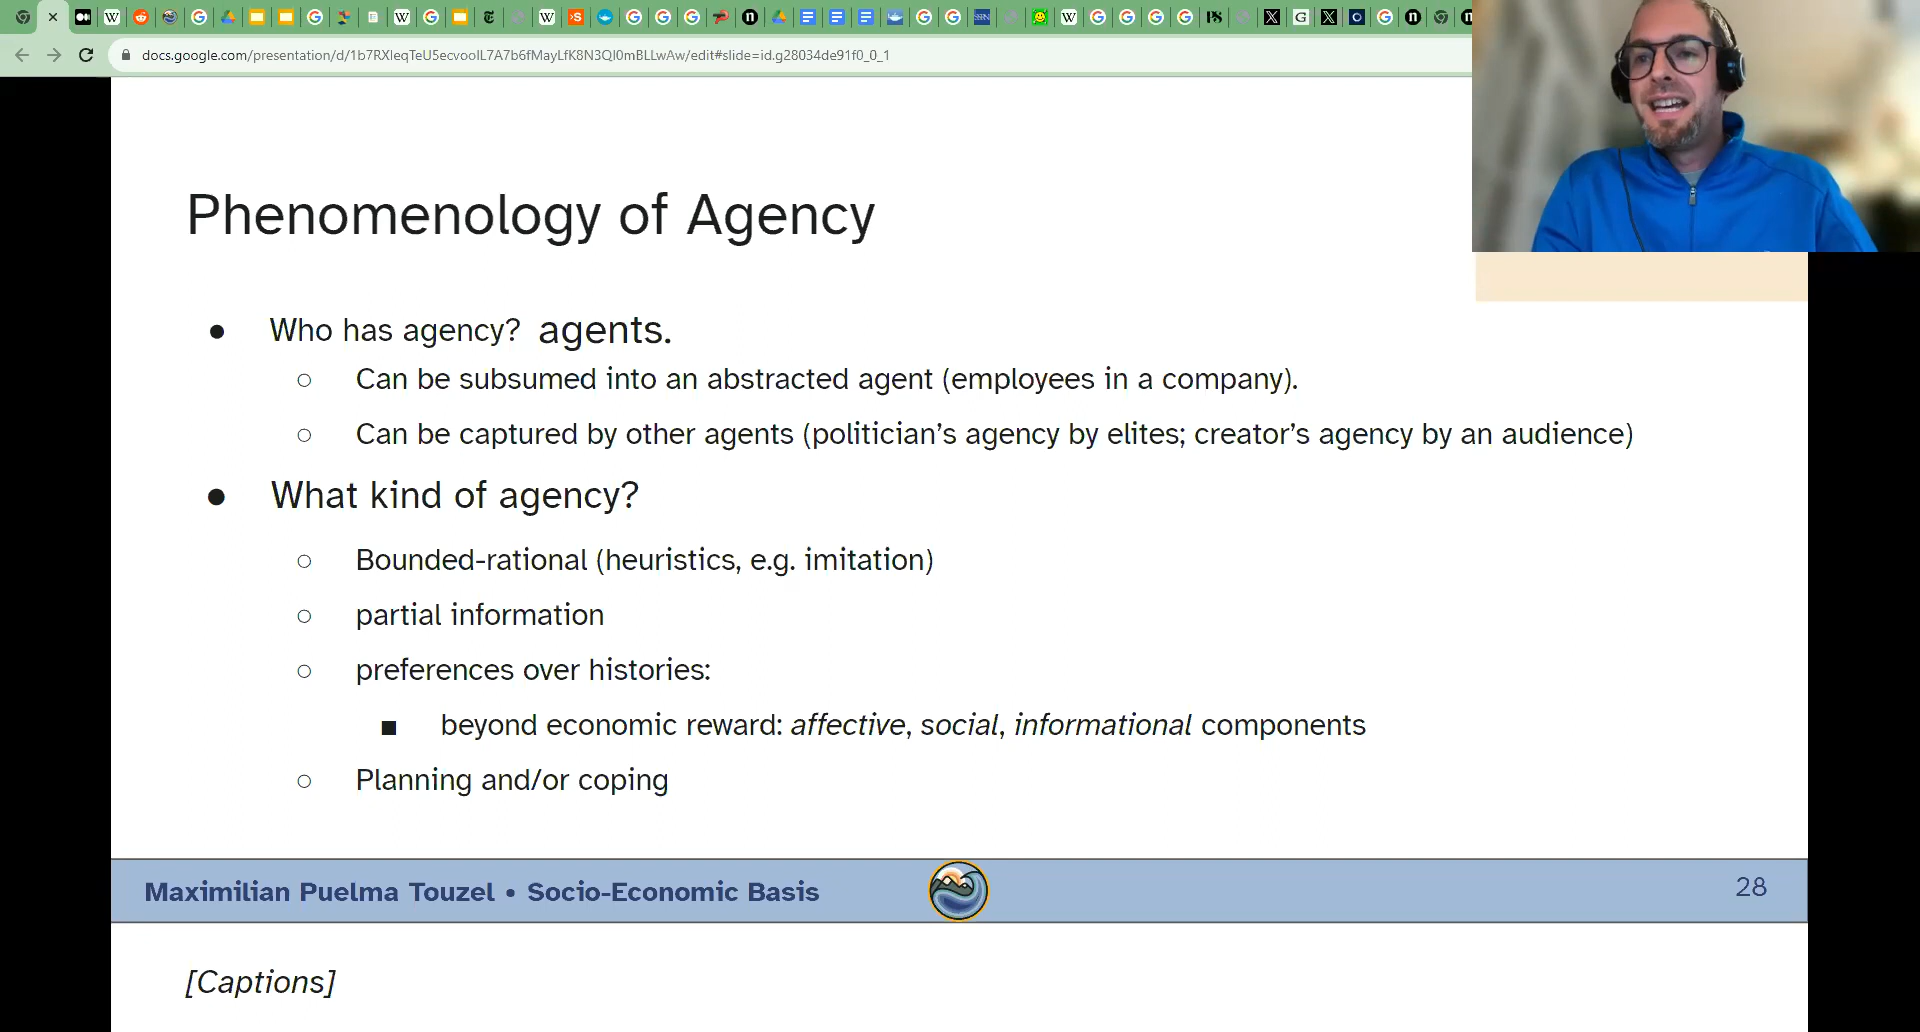 docs.google.com/presentation/d/1b7RXleqTeU5ecvoolL7A7b6fMayLfK8N3Ql0mBLLwAw/edit#slide=id.g28034de91f0_0_1
Phenomenology of Agency
● Who has agency? agents.
○ Can be subsumed into an abstracted agent (employees in a company).
○ Can be captured by other agents (politician’s agency by elites; creator’s agency by an audience)
● What kind of agency?
○ Bounded-rational (heuristics, e.g. imitation)
○ partial information
○ preferences over histories:
■ beyond economic reward: affective, social, informational components
○ Planning and/or coping
Maximilian Puelma Touzel • Socio-Economic Basis
28
[Captions]